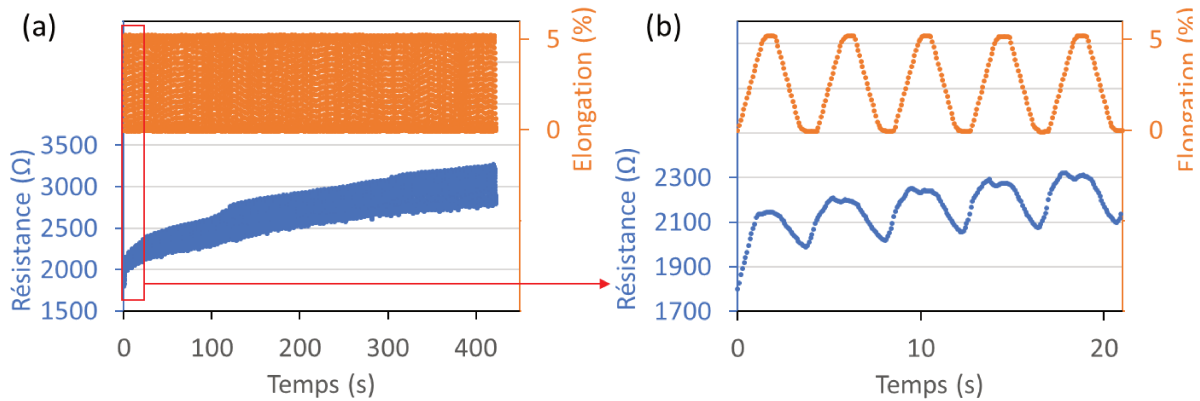 (a)
Résistance (Ω)
3500
3000
2500
2000
1500
0
100
200
300
400
Temps (s)
5
0
Elongation (%)
(b)
Résistance (Ω)
2300
2100
1900
1700
0
10
20
Temps (s)
5
0
Elongation (%)